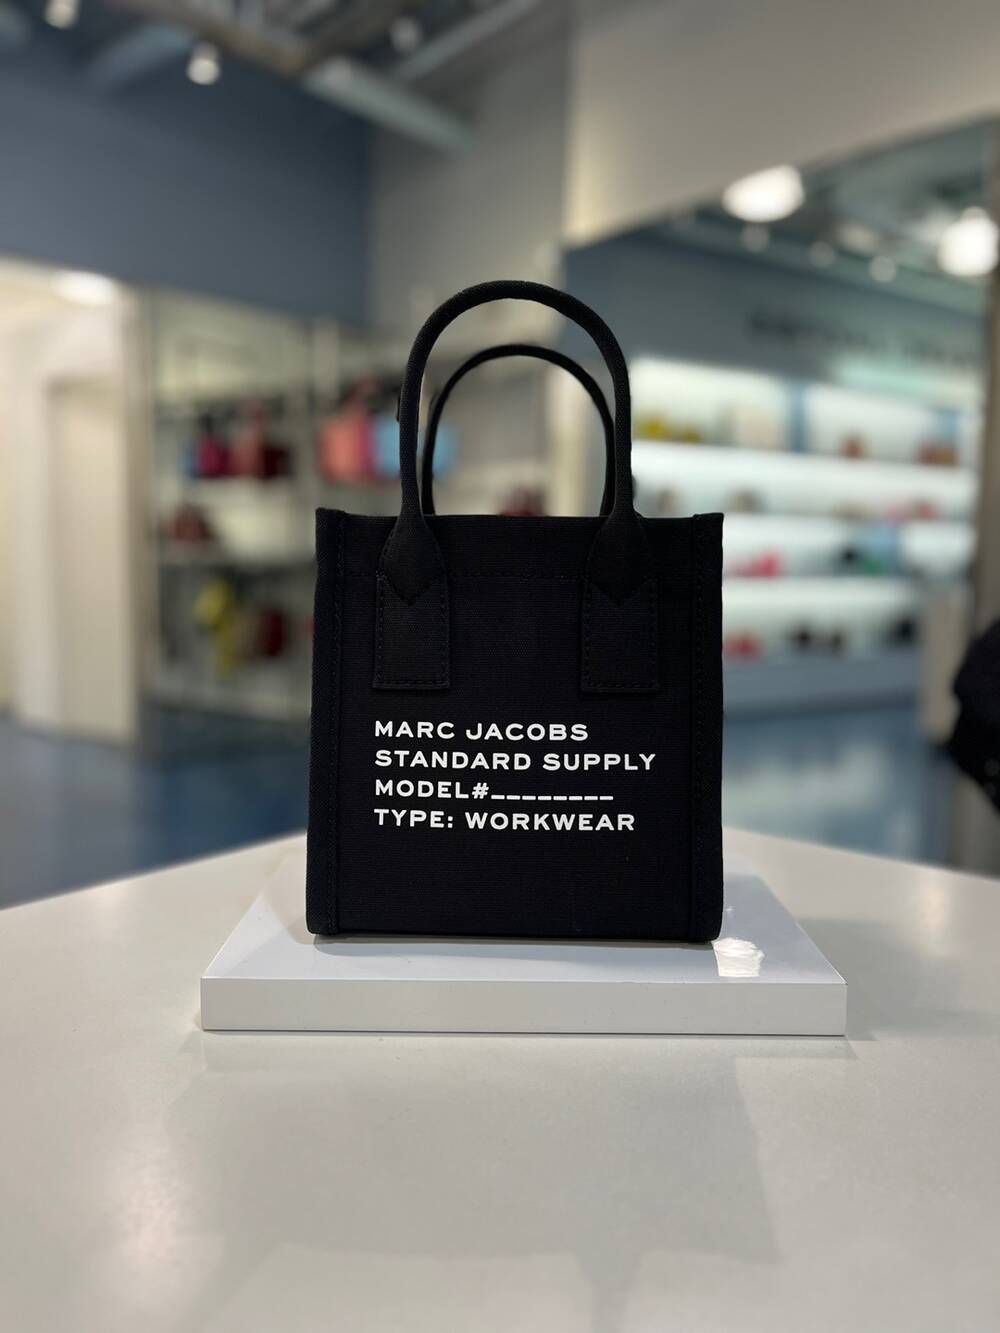 MARC JACOBS
STANDARD SUPPLY
MODEL#________
TYPE: WORKWEAR